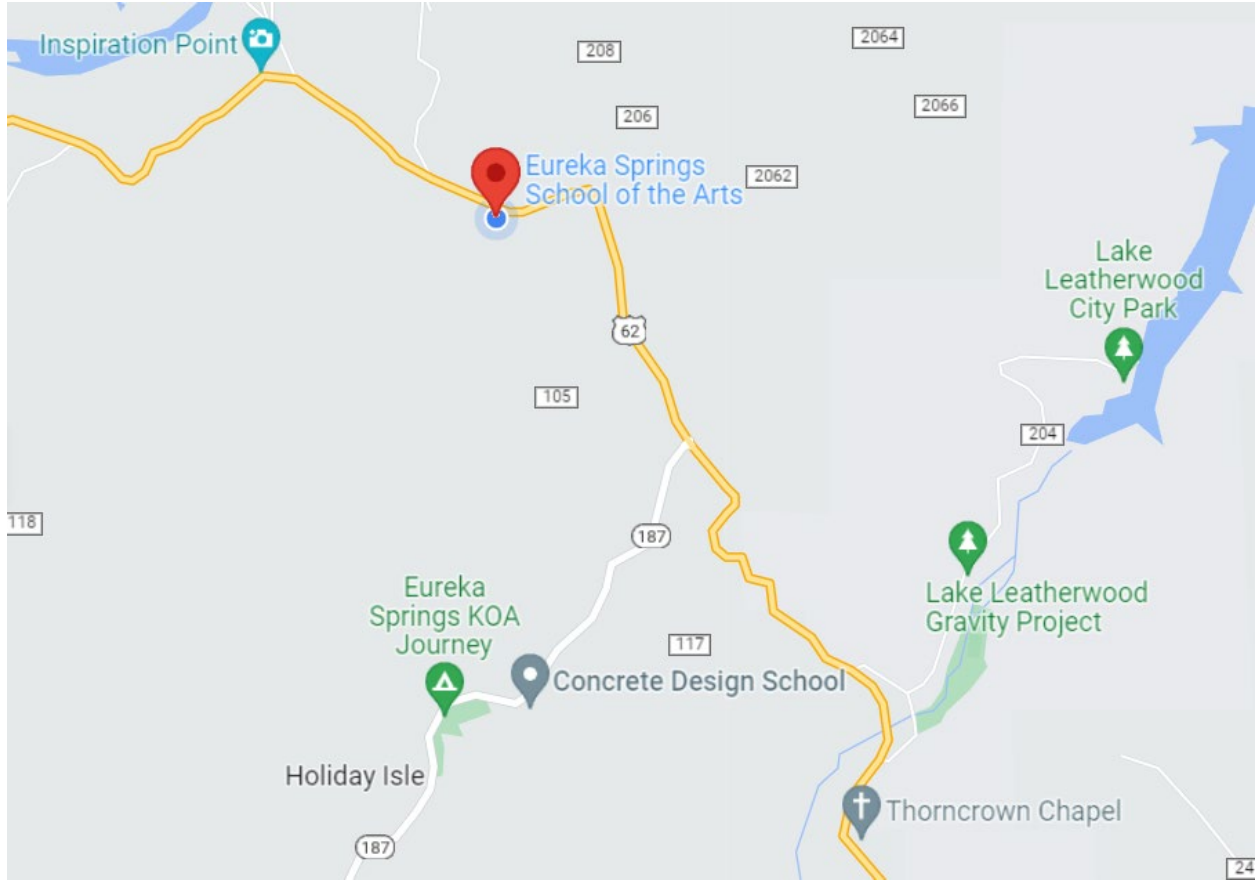 Inspiration Point
208
2064
206
2066
Eureka Springs
School of the Arts
2062
Lake
Leatherwood
City Park
62
105
204
118
187
Eureka
Springs KOA
Journey
Lake Leatherwood
Gravity Project
117
Concrete Design School
Holiday Isle
Thorncrown Chapel
187
24